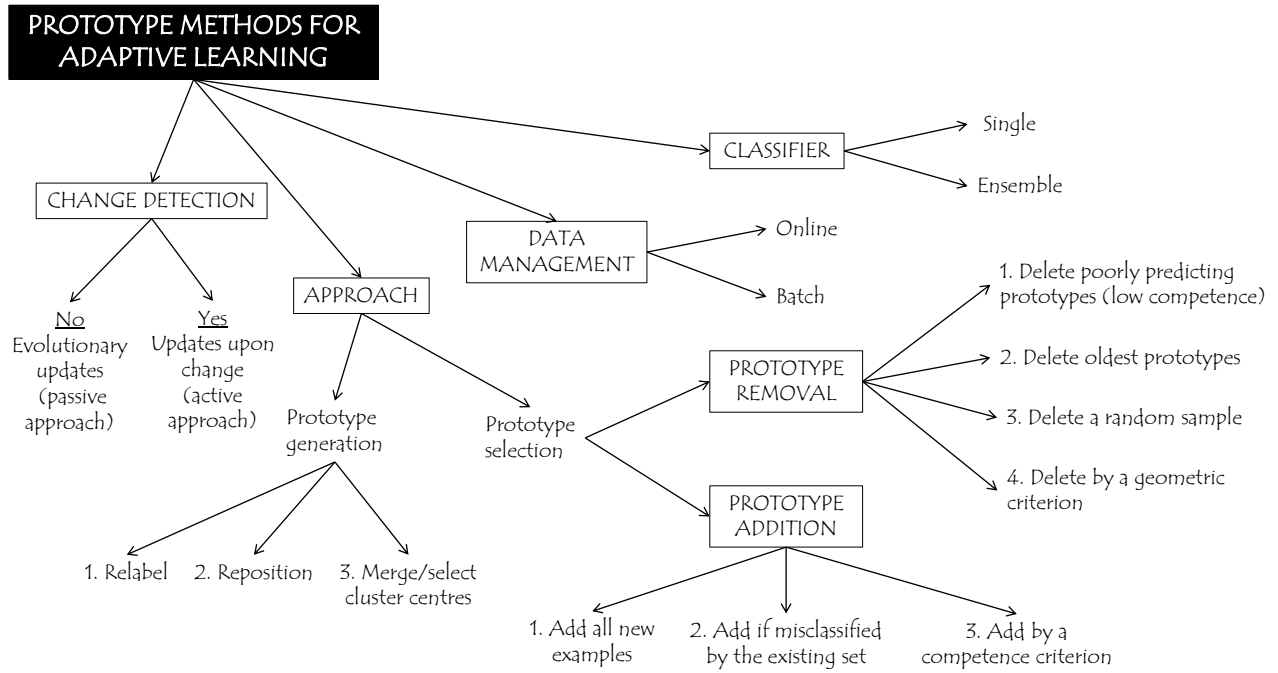 PROTOTYPE METHODS FOR
ADAPTIVE LEARNING
CLASSIFIER
Single
Ensemble
CHANGE DETECTION
No
Evolutionary
updates
(passive
approach)
Yes
Updates upon
change
(active
approach)
DATA
MANAGEMENT
Online
Batch
APPROACH
Prototype
generation
1. Relabel
2. Reposition
3. Merge/select
cluster centres
Prototype
selection
PROTOTYPE
REMOVAL
1. Delete poorly predicting
prototypes (low competence)
2. Delete oldest prototypes
3. Delete a random sample
4. Delete by a geometric
criterion
PROTOTYPE
ADDITION
1. Add all new
examples
2. Add if misclassified
by the existing set
3. Add by a
competence criterion